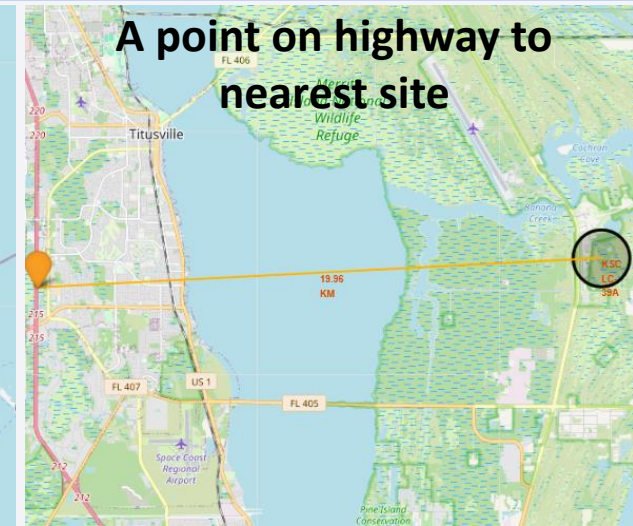 A point on highway to
nearest site
FL 406
Merritt
Island National
Wildlife
Refuge
220
220
Titusville
Cochran
Cove
Banana
Creek
KSC
LC
39A
19.96
KM
215
215
FL 407
US 1
FL 405
Space Coast
Regional
Airport
212
212
Pine Island
Conservation